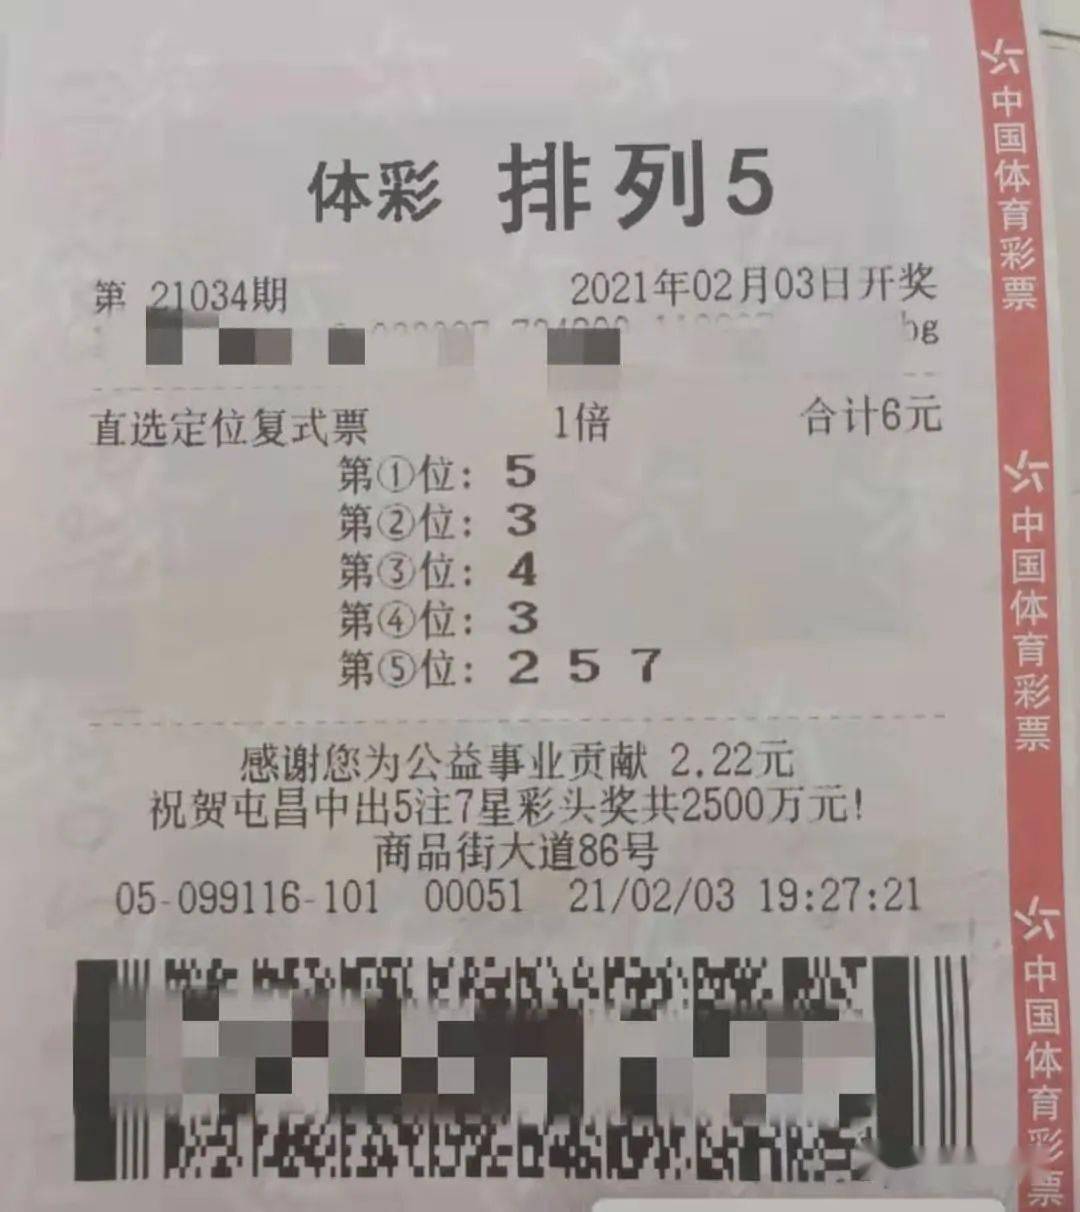 体彩 排列5
第 21034期 2021年02月03日开奖
bg
直选定位复式票 1倍 合计6元
第①位: 5
第②位: 3
第③位: 4
第④位: 3
第⑤位: 2 5 7
感谢您为公益事业贡献 2.22元
祝贺屯昌中出5注7星彩头奖共2500万元!
商品街大道86号
05-099116-101 00051 21/02/03 19:27:21
中国体育彩票
中国体育彩票
中国体育彩票